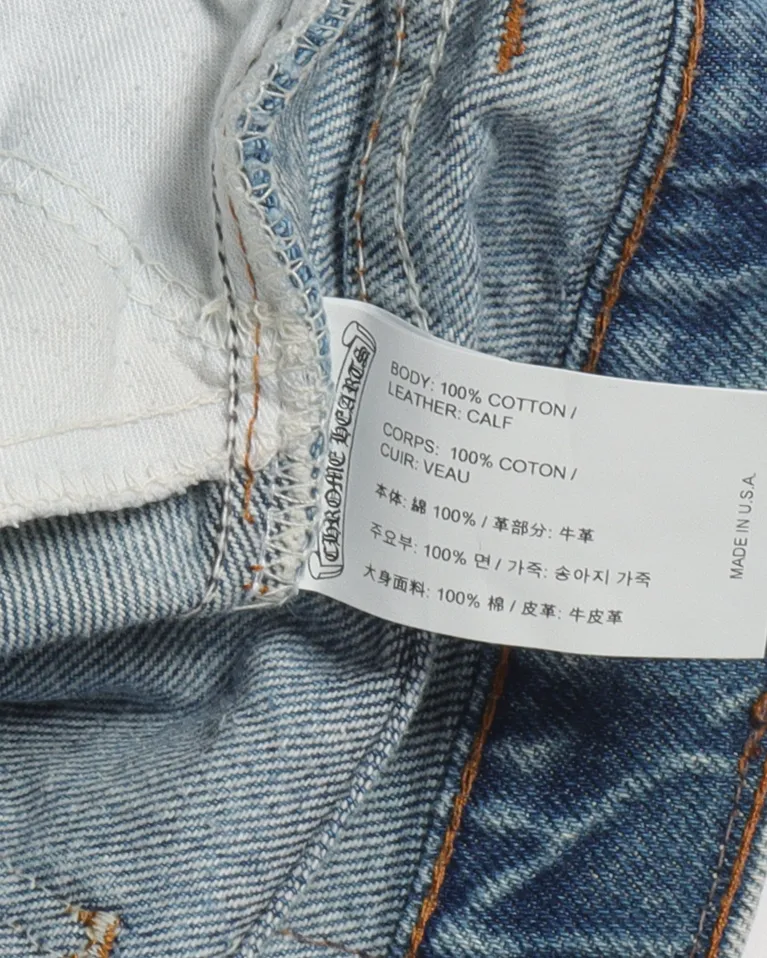 CHROME HEARTS
BODY: 100% COTTON /
LEATHER: CALF
CORPS: 100% COTON /
CUIR: VEAU
本体: 綿 100% / 革部分: 牛革
주요부: 100% 면 / 가죽: 송아지 가죽
大身面料: 100% 棉 / 皮革: 牛皮革
MADE IN U.S.A.